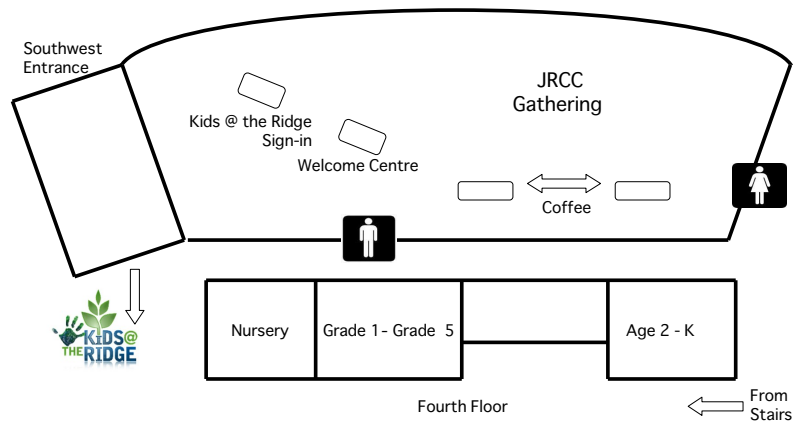 Southwest
Entrance
JRCC
Gathering
Kids @ the Ridge
Sign-in
Welcome Centre
Coffee
KIDS@
THE RIDGE
Nursery
Grade 1 - Grade 5
Age 2 - K
Fourth Floor
From
Stairs